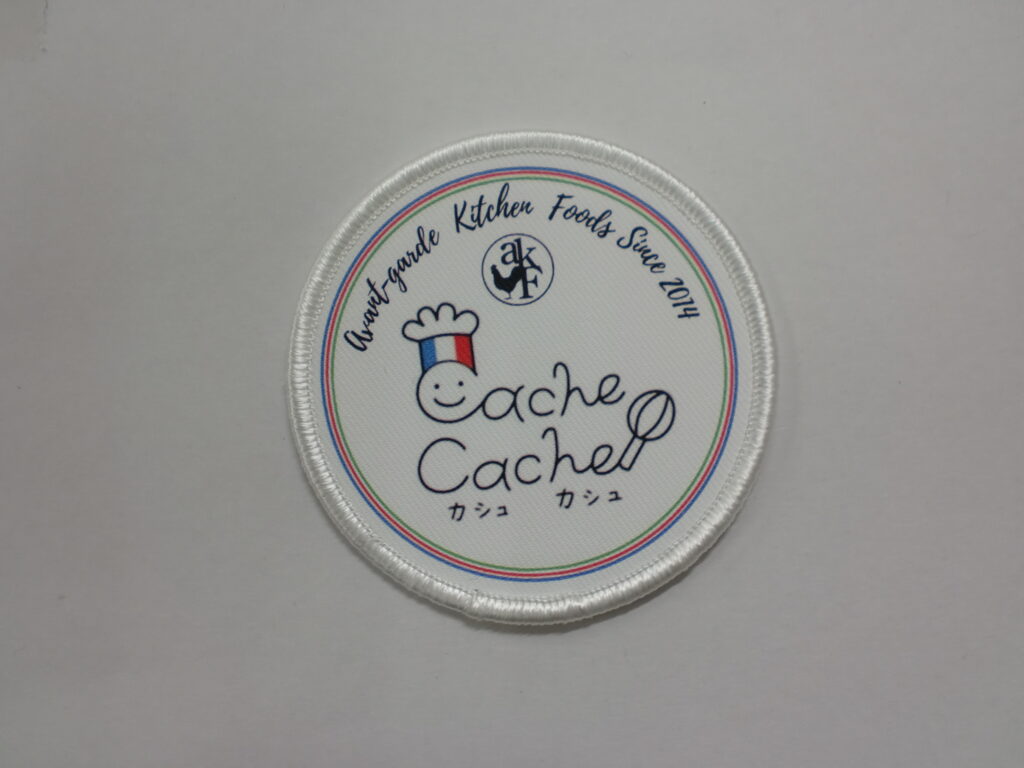 Avant-garde Kitchen Foods Since 2014
akF
Cache
Cache
カシュ カシュ